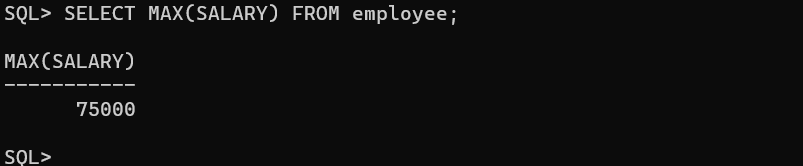 SQL> SELECT MAX(SALARY) FROM employee;
MAX(SALARY)
-----------
75000
SQL>